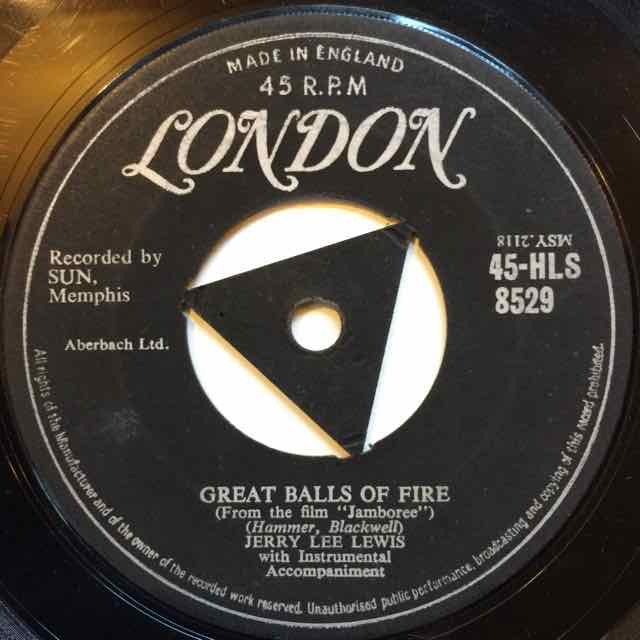 MADE IN ENGLAND
45 R.P.M
LONDON
Recorded by
SUN,
Memphis
Aberbach Ltd.
MSY.2118
45-HLS
8529
GREAT BALLS OF FIRE
(From the film "Jamboree")
(Hammer, Blackwell)
JERRY LEE LEWIS
with Instrumental
Accompaniment
All rights of the Manufacturer and of the owner of the recorded work reserved. Unauthorised public performance, broadcasting and copying of this record prohibited.